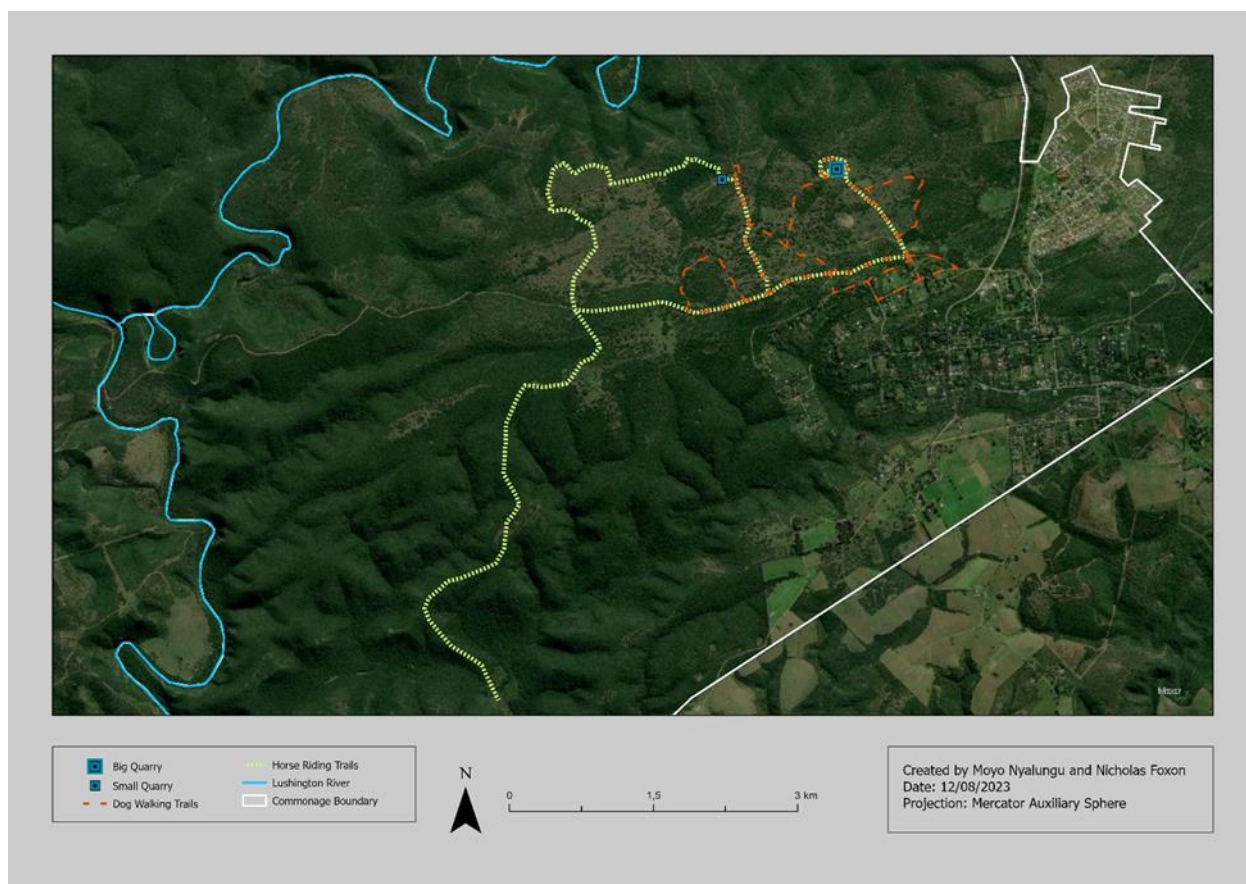 Big Quarry
Small Quarry
Dog Walking Trails
Horse Riding Trails
Lushington River
Commonage Boundary
N
0 1,5 3 km
Created by Moyo Nyalungu and Nicholas Foxon
Date: 12/08/2023
Projection: Mercator Auxiliary Sphere